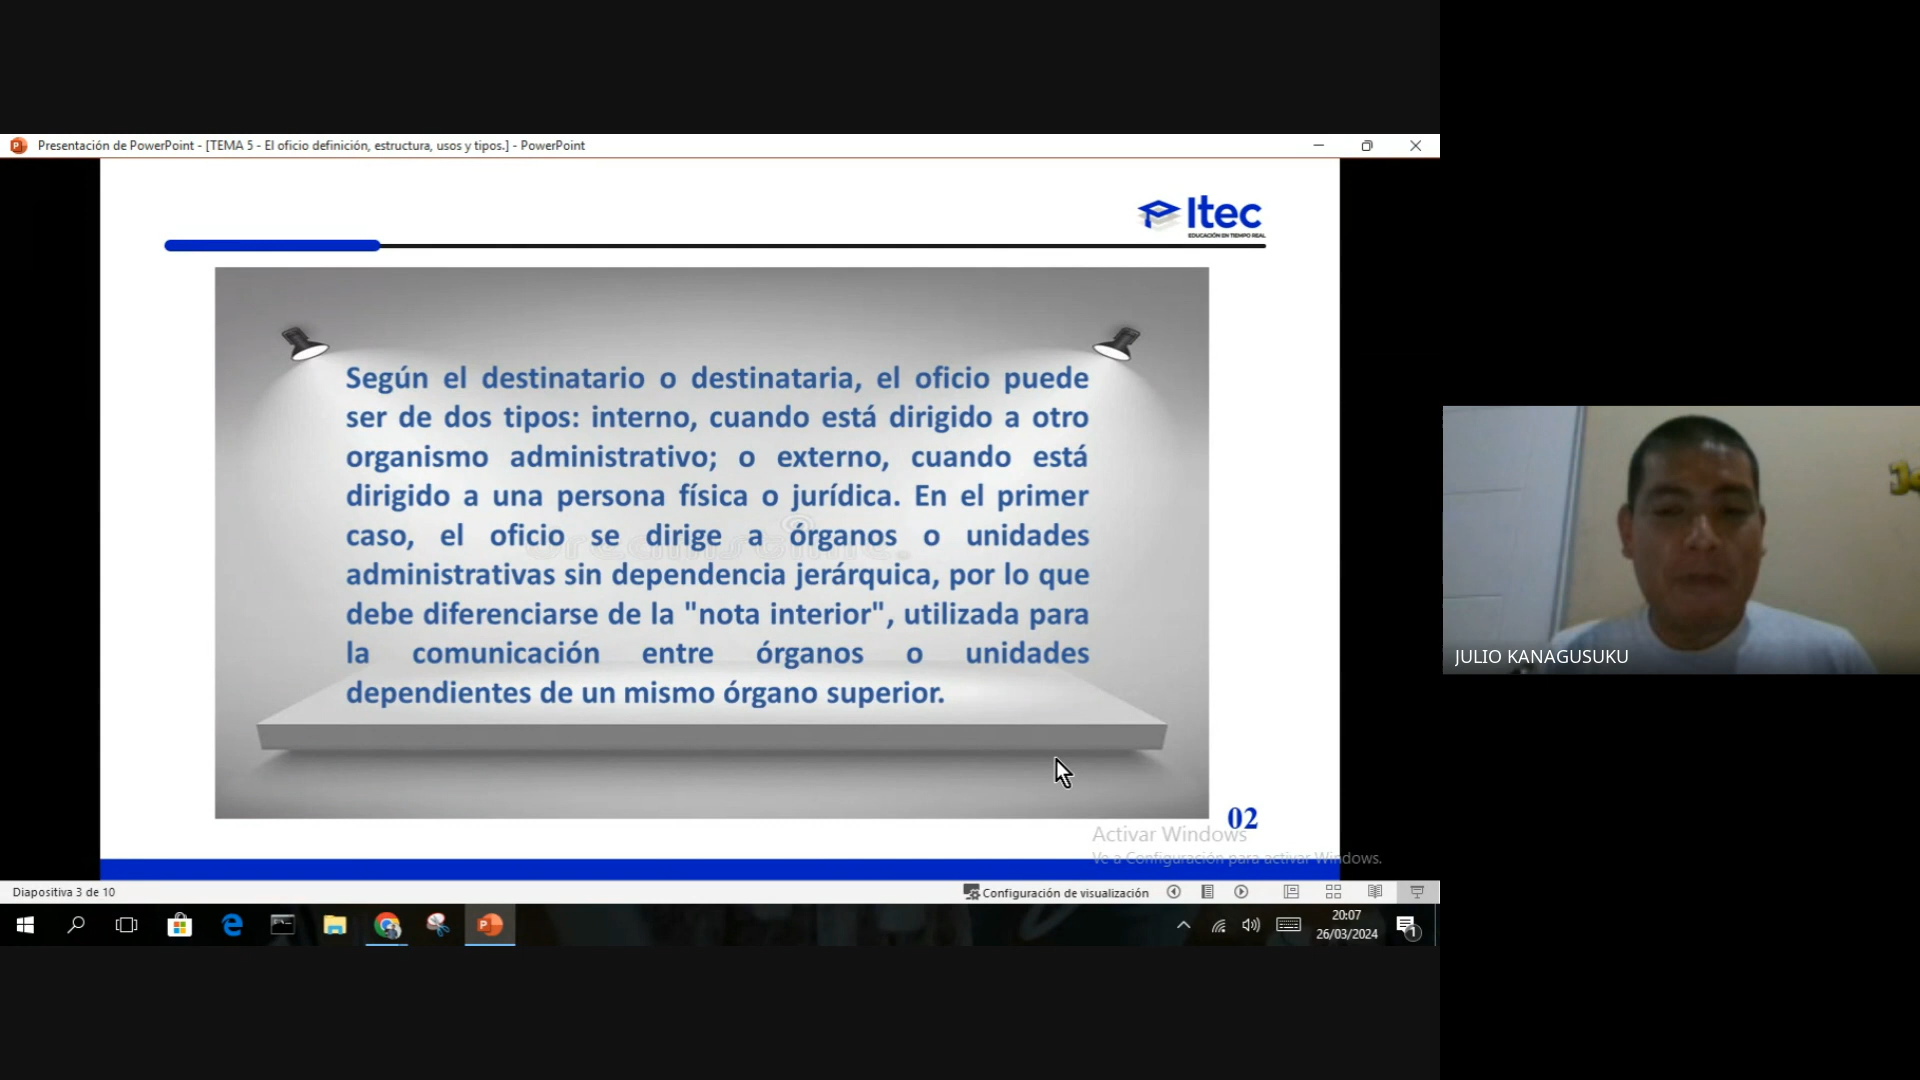 Presentación de PowerPoint - [TEMA 5 - El oficio definición, estructura, usos y tipos.] - PowerPoint
Itec
EDUCACIÓN EN TIEMPO REAL
Según el destinatario o destinataria, el oficio puede
ser de dos tipos: interno, cuando está dirigido a otro
organismo administrativo; o externo, cuando está
dirigido a una persona física o jurídica. En el primer
caso, el oficio se dirige a órganos o unidades
administrativas sin dependencia jerárquica, por lo que
debe diferenciarse de la "nota interior", utilizada para
la comunicación entre órganos o unidades
dependientes de un mismo órgano superior.
JULIO KANAGUSUKU
02
Activar Windows
Ve a Configuración para activar Windows.
Diapositiva 3 de 10
Configuración de visualización
20:07
26/03/2024
1